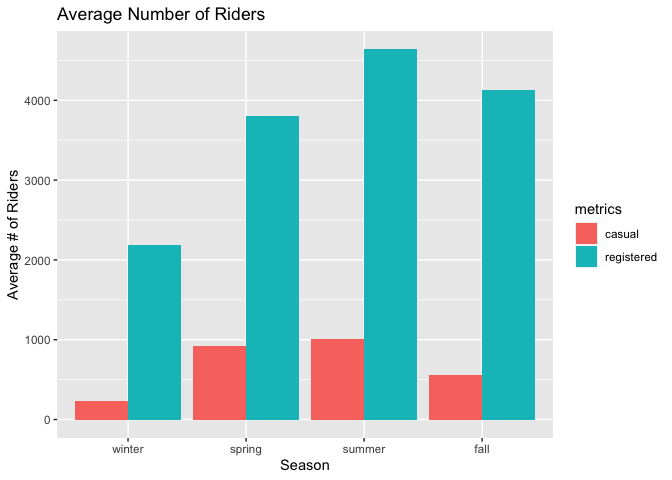 Average Number of Riders
Average # of Riders
4000
3000
2000
1000
0
winter spring summer fall
Season
metrics
casual
registered